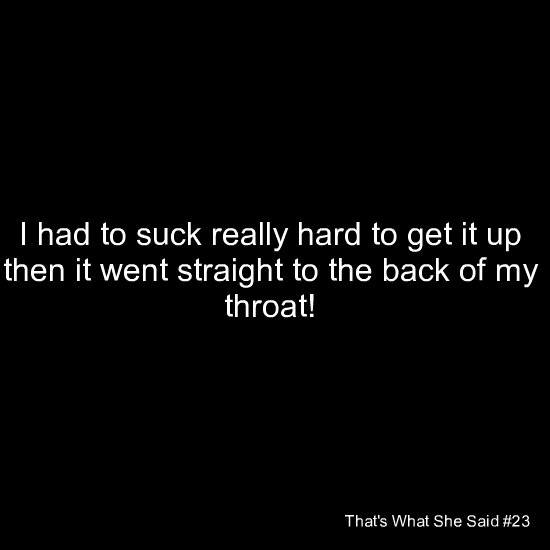 I had to suck really hard to get it up
then it went straight to the back of my
throat!
That's What She Said #23